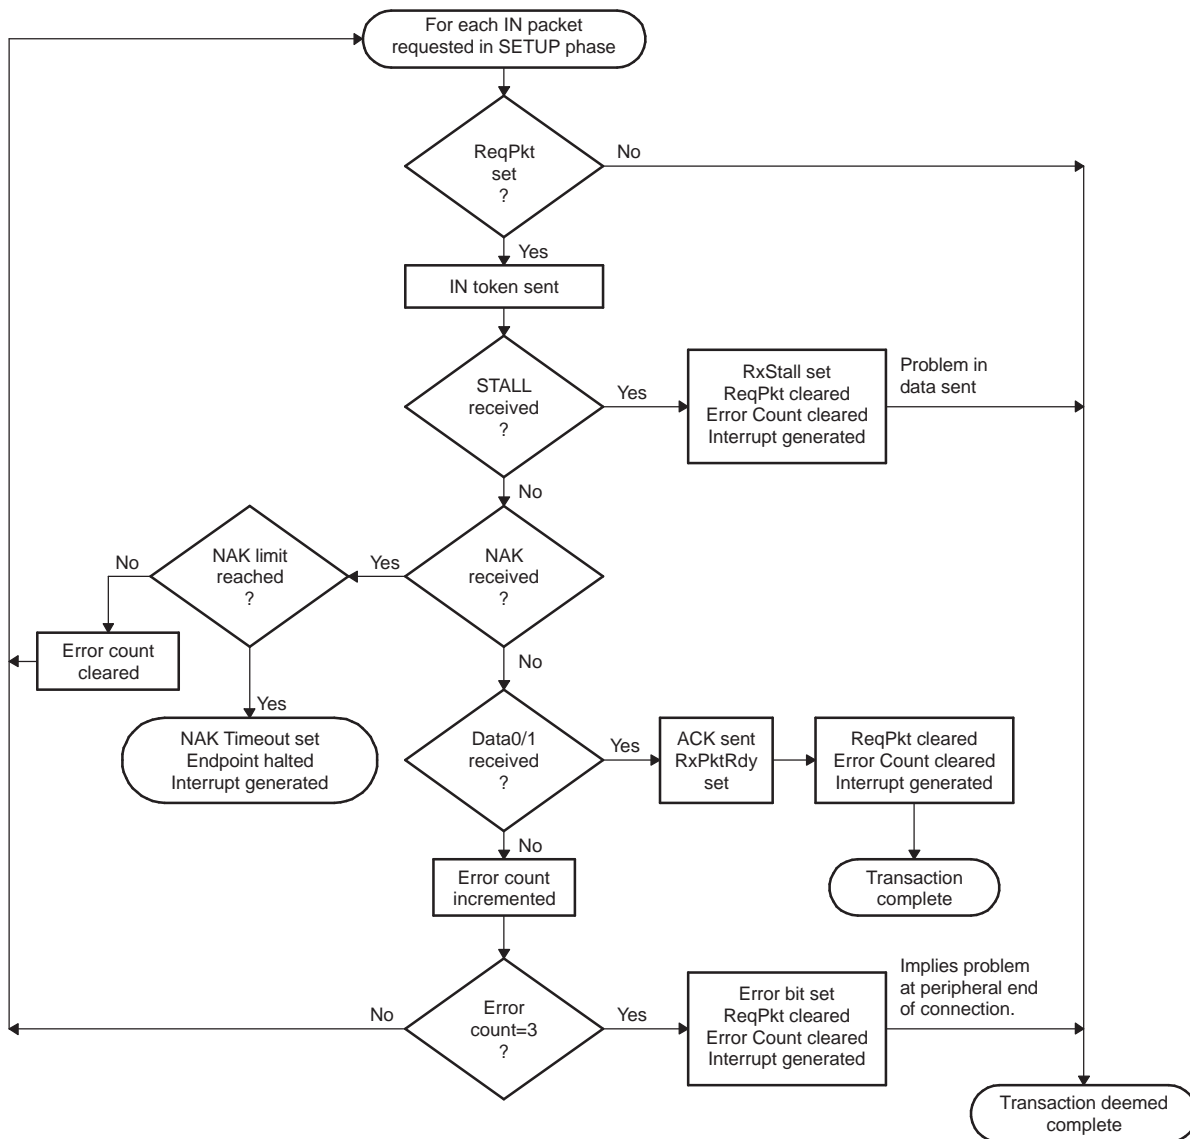 For each IN packet
requested in SETUP phase
ReqPkt
set
?
No
Yes
IN token sent
STALL
received
?
Yes
RxStall set
ReqPkt cleared
Error Count cleared
Interrupt generated
Problem in
data sent
No
NAK
received
?
Yes
NAK limit
reached
?
No
Error count
cleared
Yes
NAK Timeout set
Endpoint halted
Interrupt generated
No
Data0/1
received
?
Yes
ACK sent
RxPktRdy
set
ReqPkt cleared
Error Count cleared
Interrupt generated
Transaction
complete
No
Error count
incremented
Error
count=3
?
No
Yes
Error bit set
ReqPkt cleared
Error Count cleared
Interrupt generated
Implies problem
at peripheral end
of connection.
Transaction deemed
complete